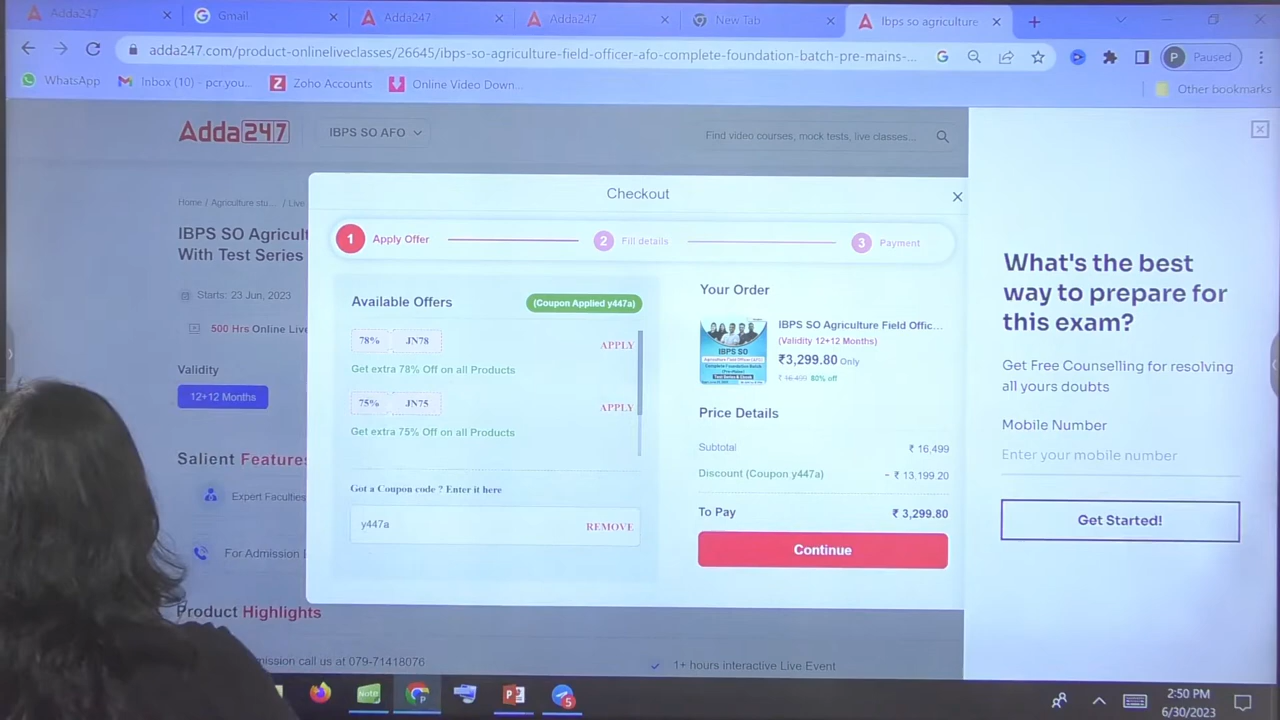 Adda247
Gmail
Adda247
Adda247
New Tab
Ibps so agriculture
adda247.com/product-onlineliveclasses/26645/ibps-so-agriculture-field-officer-afo-complete-foundation-batch-pre-mains-...
P Paused
WhatsApp
Inbox (10) - pcr.you...
Zoho Accounts
Online Video Down...
Other bookmarks
Adda247
IBPS SO AFO
Find video courses, mock tests, live classes...
Home / Agriculture stu... / Live
IBPS SO Agricul
With Test Series
Starts: 23 Jun, 2023
500 Hrs Online Live
Validity
12+12 Months
Salient Features
Expert Faculties
For Admission
Product Highlights
mission call us at 079-71418076
1+ hours interactive Live Event
Checkout
1 Apply Offer
2 Fill details
3 Payment
Available Offers
(Coupon Applied y447a)
78% JN78
APPLY
Get extra 78% Off on all Products
75% JN75
APPLY
Get extra 75% Off on all Products
Got a Coupon code ? Enter it here
y447a
REMOVE
Your Order
IBPS SO
IBPS SO Agriculture Field Offic...
(Validity 12+12 Months)
₹3,299.80 Only
₹ 16,499 80% off
Price Details
Subtotal ₹ 16,499
Discount (Coupon y447a) - ₹ 13,199.20
To Pay ₹ 3,299.80
Continue
What's the best
way to prepare for
this exam?
Get Free Counselling for resolving
all yours doubts
Mobile Number
Enter your mobile number
Get Started!
Note
5
2:50 PM
6/30/2023